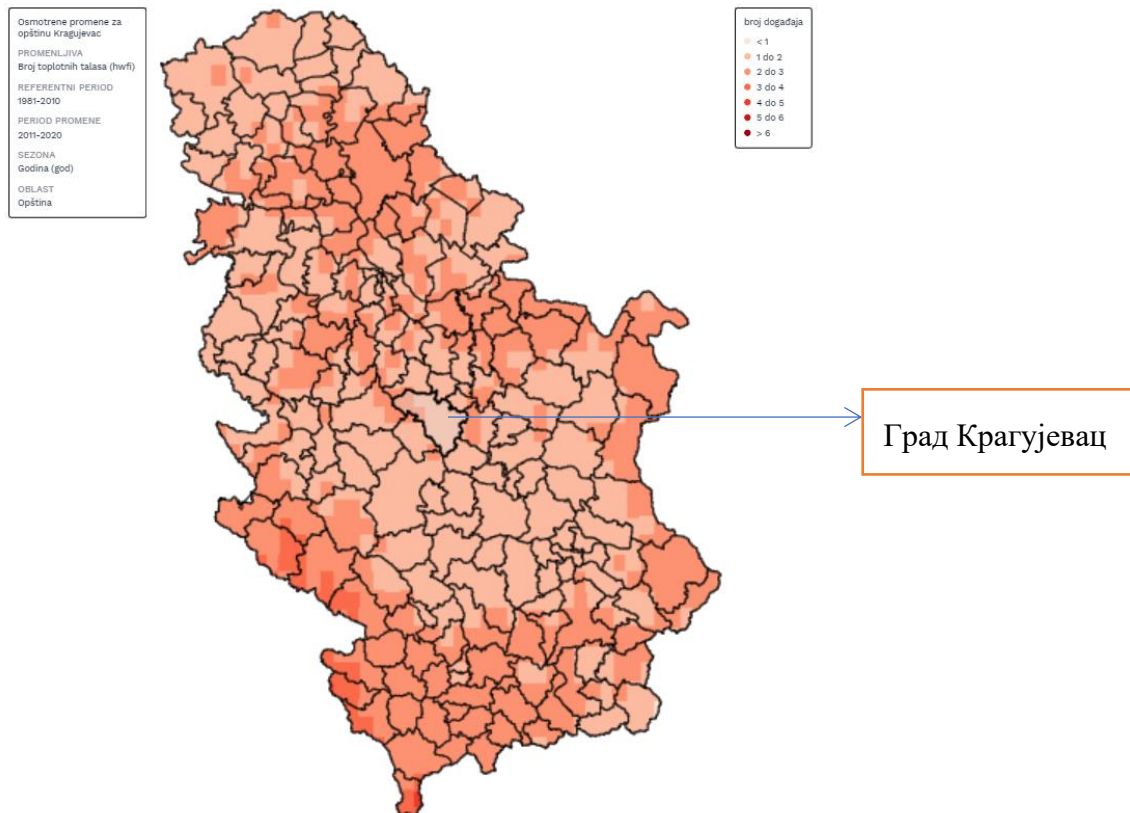 Osmotrene promene za
opštinu Kragujevac
PROMENLJIVA
Broj toplotnih talasa (hwfi)
REFERENTNI PERIOD
1981-2010
PERIOD PROMENE
2011-2020
SEZONA
Godina (god)
OBLAST
Opština
broj događaja
< 1
1 do 2
2 do 3
3 do 4
4 do 5
5 do 6
> 6
Град Крагујевац